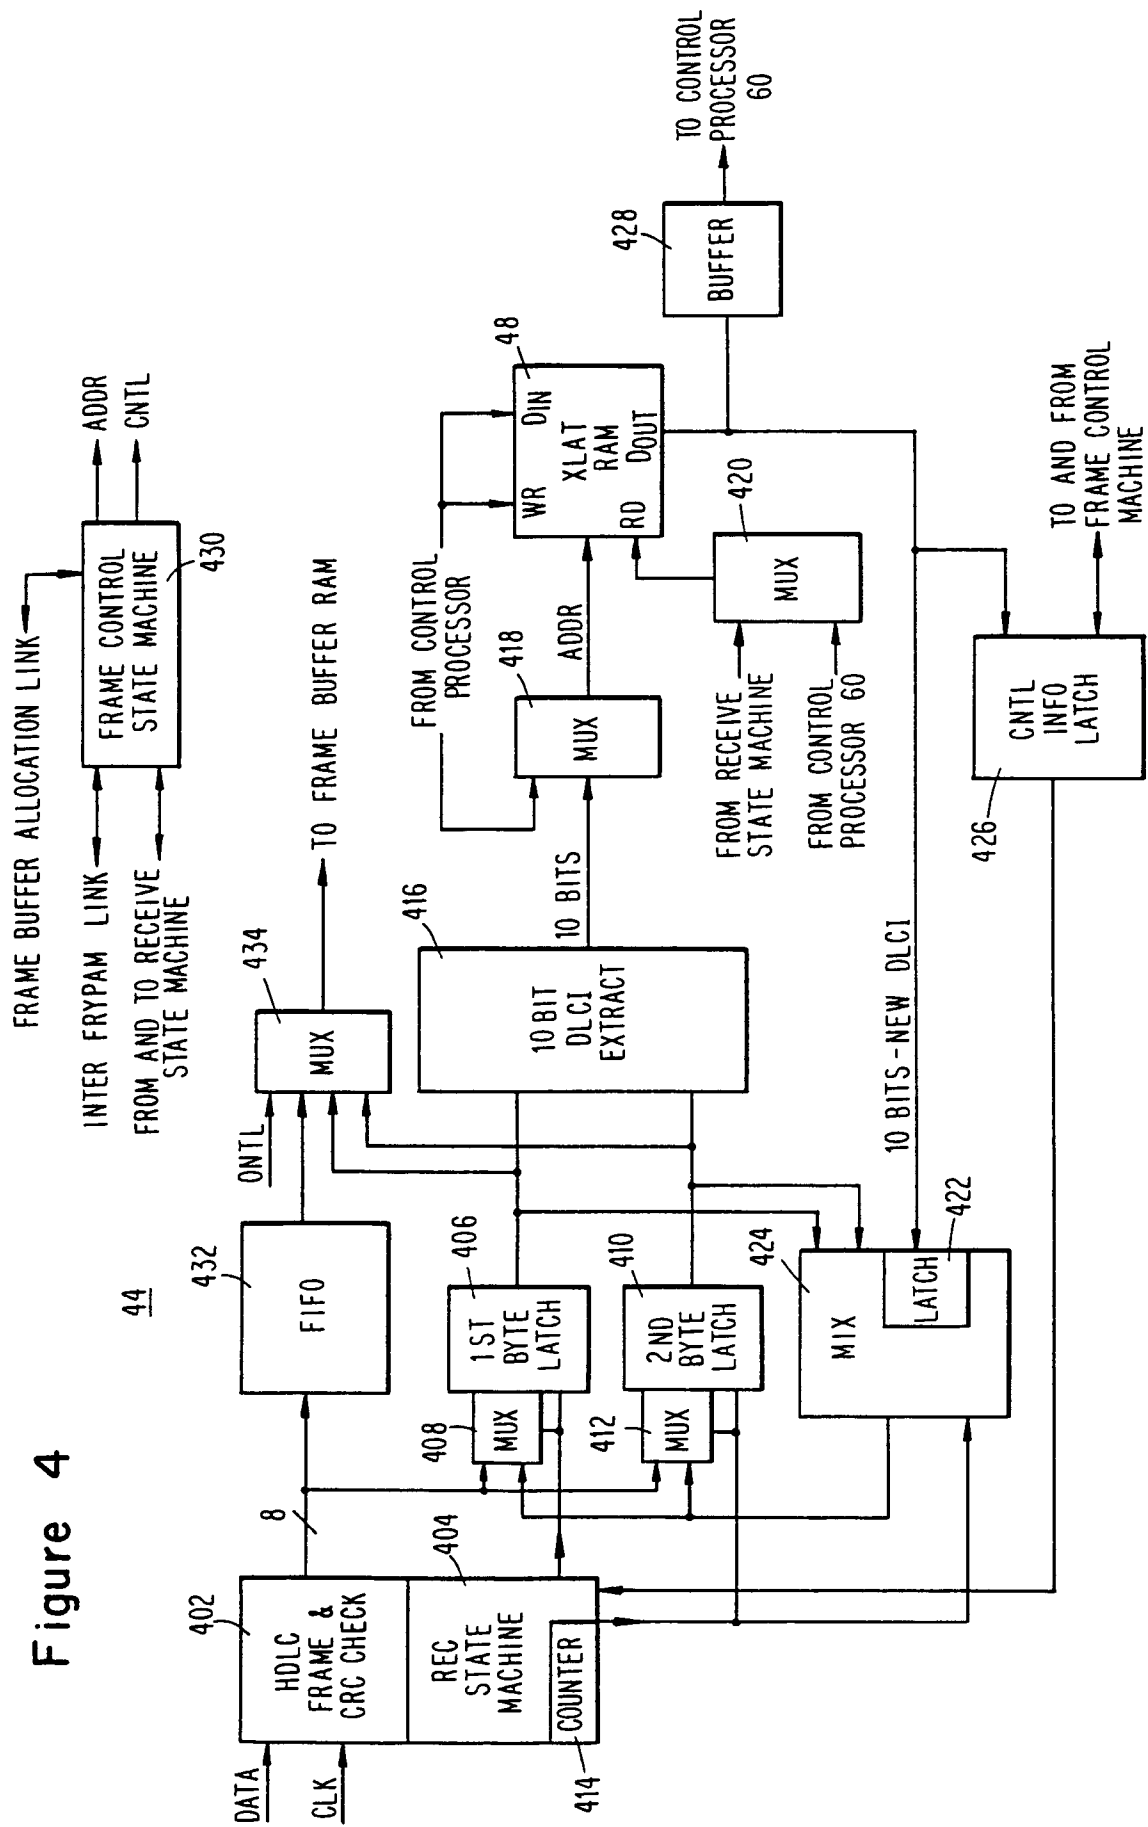 Figure 4
44
FRAME BUFFER ALLOCATION LINK
INTER FRYPAM LINK
FROM AND TO RECEIVE
STATE MACHINE
FRAME CONTROL
STATE MACHINE
430
ADDR
CNTL
DATA
CLK
402
HDLC
FRAME &
CRC CHECK
8
432
FIFO
ONTL
434
MUX
TO FRAME BUFFER RAM
404
REC
STATE
MACHINE
COUNTER
414
408
MUX
406
1ST
BYTE
LATCH
412
MUX
410
2ND
BYTE
LATCH
416
10 BIT
DLCI
EXTRACT
10 BITS
418
MUX
ADDR
FROM CONTROL
PROCESSOR
48
WR
DIN
XLAT
RAM
RD
DOUT
428
BUFFER
TO CONTROL
PROCESSOR
60
420
MUX
FROM RECEIVE
STATE MACHINE
FROM CONTROL
PROCESSOR 60
424
MIX
LATCH
422
10 BITS-NEW DLCI
426
CNTL
INFO
LATCH
TO AND FROM
FRAME CONTROL
MACHINE